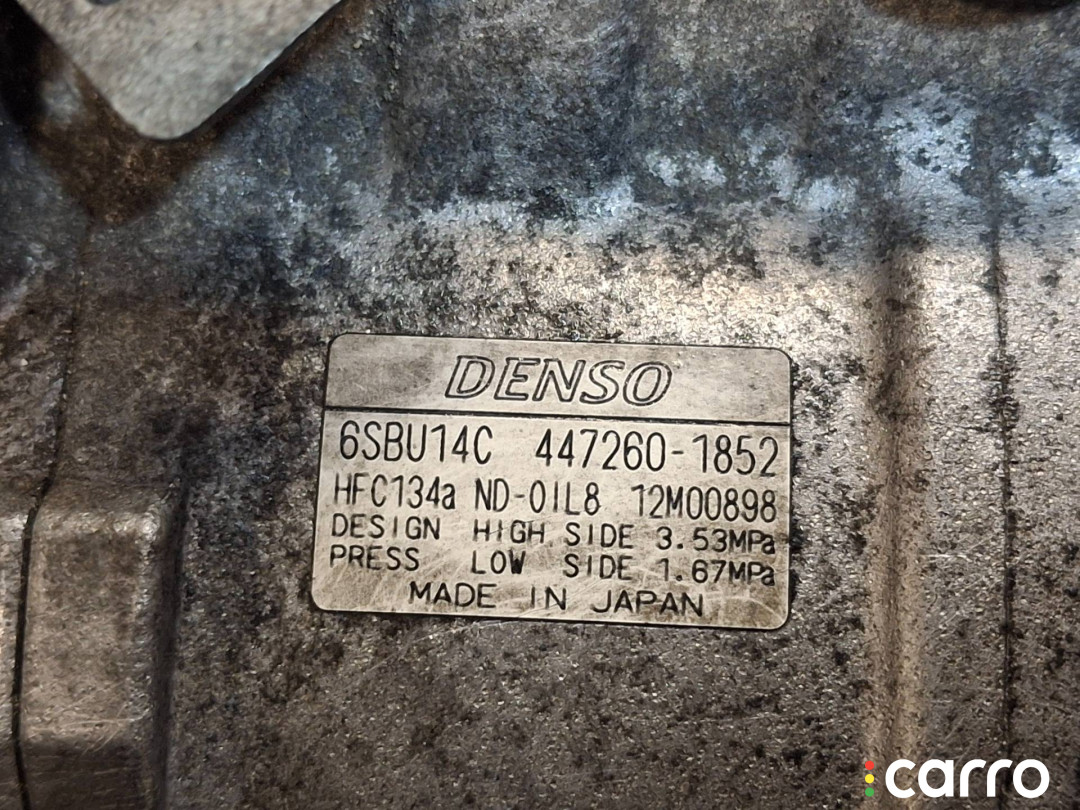 DENSO
6SBU14C 447260-1852
HFC134a ND-OIL8 12M00898
DESIGN HIGH SIDE 3.53MPa
PRESS LOW SIDE 1.67MPa
MADE IN JAPAN
carro